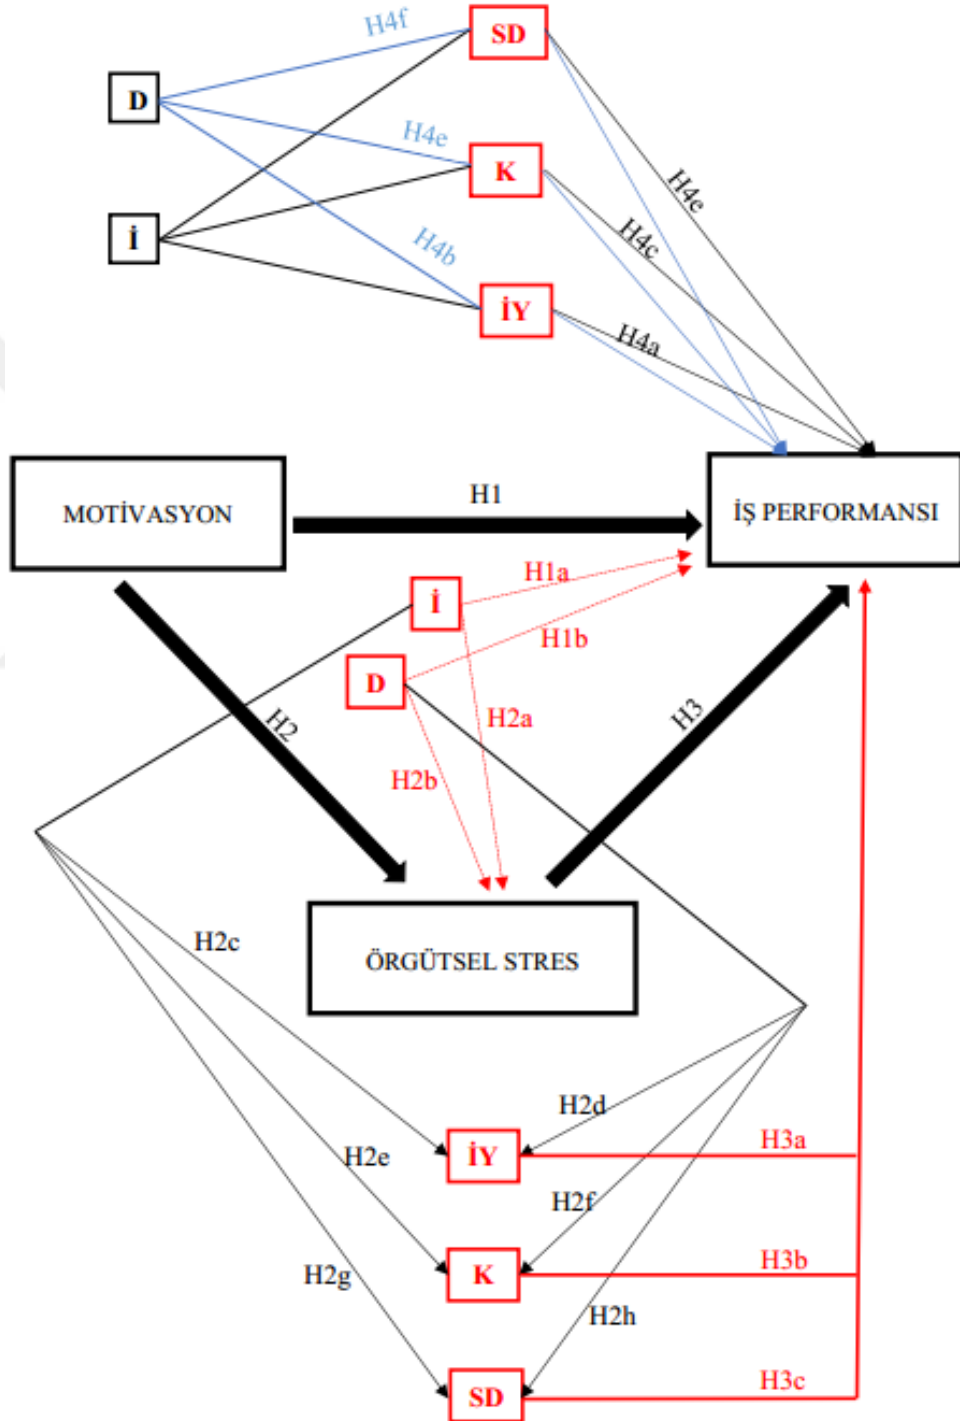 H4f
SD
D
H4e
K
H4e
İ
H4c
H4b
İY
H4a
MOTİVASYON
H1
İŞ PERFORMANSI
H1a
İ
H1b
D
H2
H2a
H3
H2b
H2c
ÖRGÜTSEL STRES
H2d
İY
H3a
H2e
H2f
K
H3b
H2g
H2h
SD
H3c